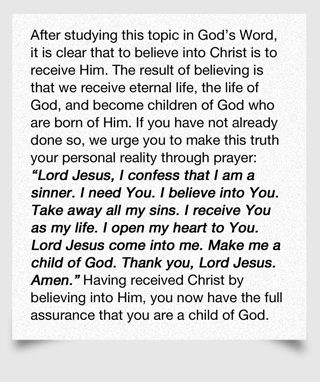 After studying this topic in God’s Word,
it is clear that to believe into Christ is to
receive Him. The result of believing is
that we receive eternal life, the life of
God, and become children of God who
are born of Him. If you have not already
done so, we urge you to make this truth
your personal reality through prayer:
“Lord Jesus, I confess that I am a
sinner. I need You. I believe into You.
Take away all my sins. I receive You
as my life. I open my heart to You.
Lord Jesus come into me. Make me a
child of God. Thank you, Lord Jesus.
Amen.” Having received Christ by
believing into Him, you now have the full
assurance that you are a child of God.